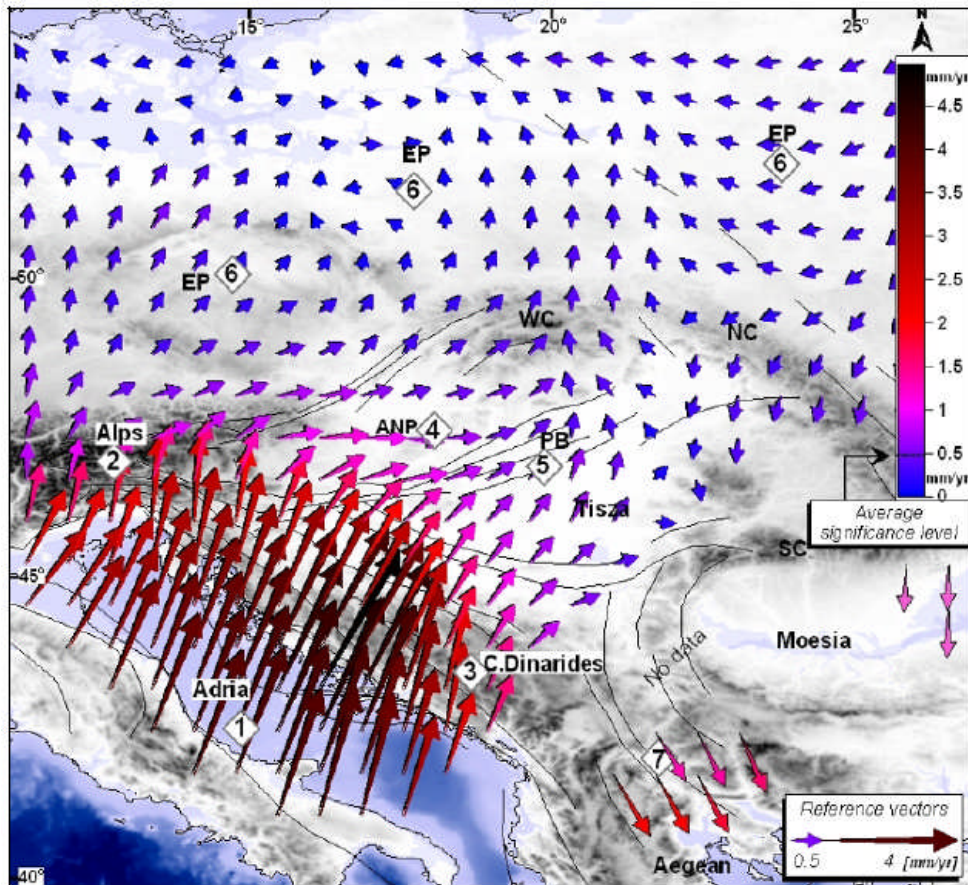 15°
20°
25°
N
mm/yr
4.5
4
3.5
3
2.5
2
1.5
1
0.5
mm/yr
0
Average
significance level
EP
6
EP
6
EP
6
50°
WC
NC
Alps
2
ANP
4
PB
5
Tisza
SC
45°
No data
Moesia
3
C.Dinarides
Adria
1
7
Aegean
Reference vectors
0.5
4
[mm/yr]
40°